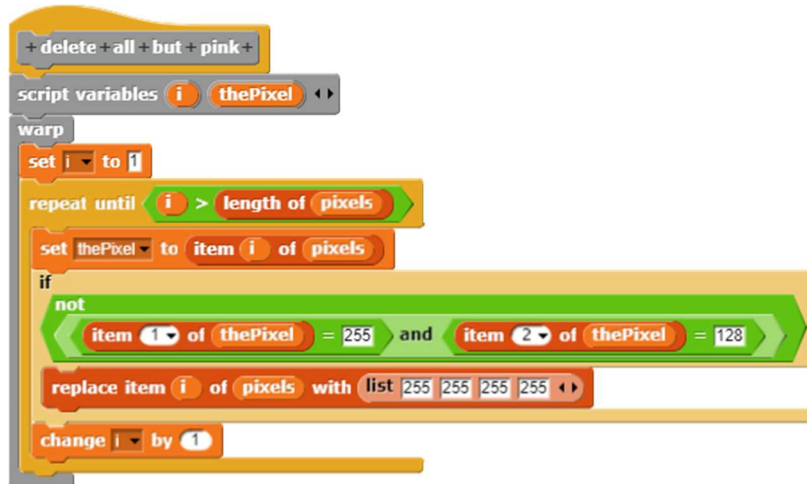 + delete + all + but + pink +
script variables i thePixel
warp
set i to 1
repeat until i > length of pixels
set thePixel to item i of pixels
if
not
item 1 of thePixel = 255 and item 2 of thePixel = 128
replace item i of pixels with list 255 255 255 255
change i by 1